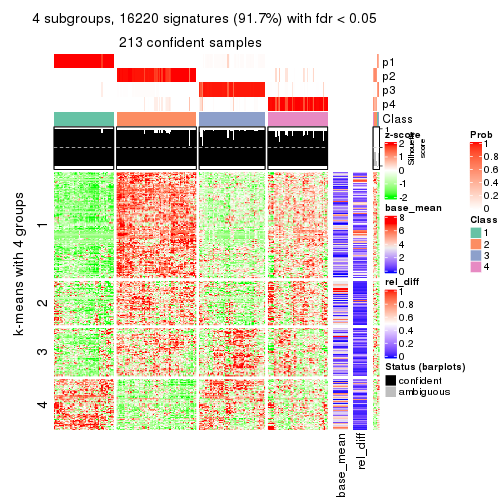 4 subgroups, 16220 signatures (91.7%) with fdr < 0.05
213 confident samples
p1
p2
p3
p4
Class
1
Silhouette
score
k-means with 4 groups
1
2
3
4
base_mean
rel_diff
z-score
2
1
0
-1
-2
base_mean
8
6
4
2
0
rel_diff
1
0.8
0.6
0.4
0.2
0
Status (barplots)
confident
ambiguous
Prob
1
0.8
0.6
0.4
0.2
0
Class
1
2
3
4